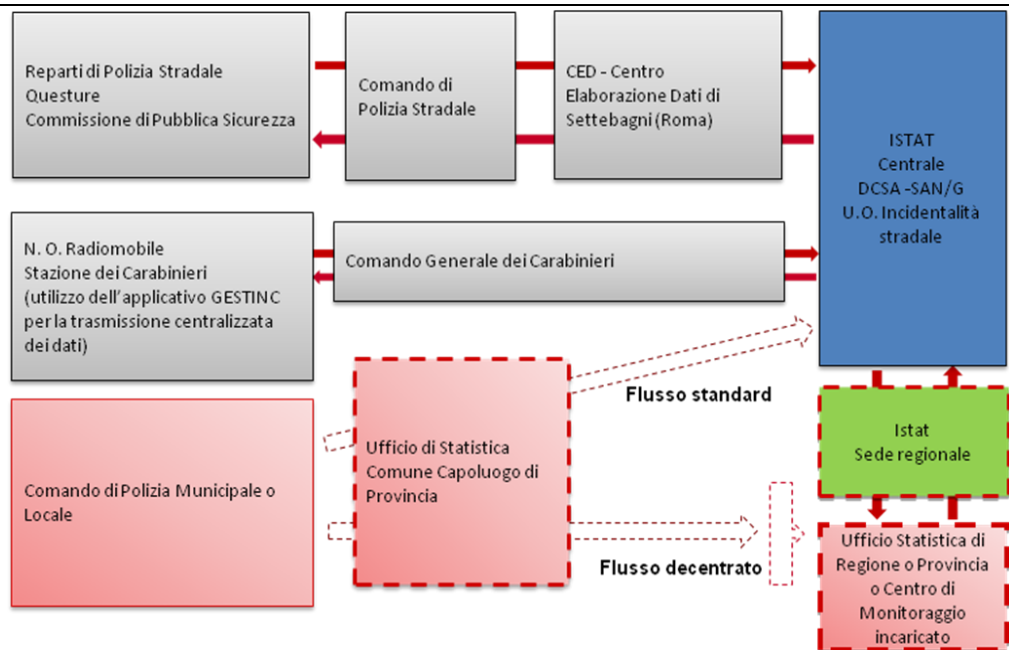 Reparti di Polizia Stradale
Questure
Commissione di Pubblica Sicurezza
Comando di
Polizia Stradale
CED - Centro
Elaborazione Dati di
Settebagni (Roma)
ISTAT
Centrale
DCSA -SAN/G
U.O. Incidentalità
stradale
N. O. Radiomobile
Stazione dei Carabinieri
(utilizzo dell'applicativo GESTINC
per la trasmissione centralizzata
dei dati)
Comando Generale dei Carabinieri
Flusso standard
Comando di Polizia Municipale o
Locale
Ufficio di Statistica
Comune Capoluogo di
Provincia
Istat
Sede regionale
Flusso decentrato
Ufficio Statistica di
Regione o Provincia
o Centro di
Monitoraggio
incaricato